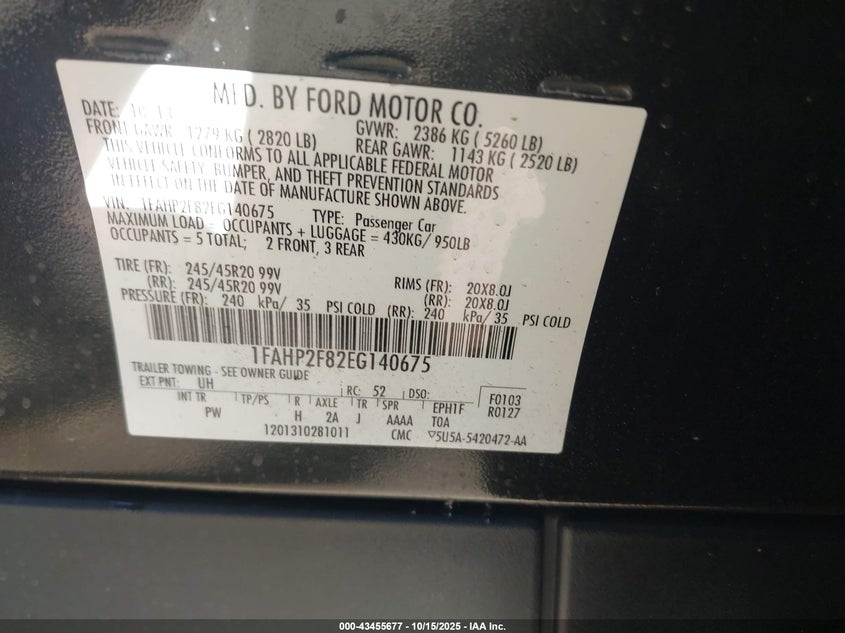 MFD. BY FORD MOTOR CO.
DATE: 10/13 GVWR: 2386 KG ( 5260 LB)
FRONT GAWR: 1279 KG ( 2820 LB) REAR GAWR: 1143 KG ( 2520 LB)
THIS VEHICLE CONFORMS TO ALL APPLICABLE FEDERAL MOTOR
VEHICLE SAFETY, BUMPER, AND THEFT PREVENTION STANDARDS
IN EFFECT ON THE DATE OF MANUFACTURE SHOWN ABOVE.
VIN: 1FAHP2F82EG140675 TYPE: Passenger Car
MAXIMUM LOAD = OCCUPANTS + LUGGAGE = 430KG/ 950LB
OCCUPANTS = 5 TOTAL; 2 FRONT, 3 REAR
TIRE (FR): 245/45R20 99V RIMS (FR): 20X8.0J
(RR): 245/45R20 99V (RR): 20X8.0J
PRESSURE (FR): 240 kPa/ 35 PSI COLD (RR): 240 kPa/ 35 PSI COLD
1FAHP2F82EG140675
TRAILER TOWING - SEE OWNER GUIDE
EXT PNT: UH RC: 52 DSO: F0103
INT TR TP/PS R AXLE TR SPR EPH1F R0127
PW H 2A J AAAA TOA
1201310281011 CMC ▽5U5A-5420472-AA
000-43455677 - 10/15/2025 - IAA Inc.